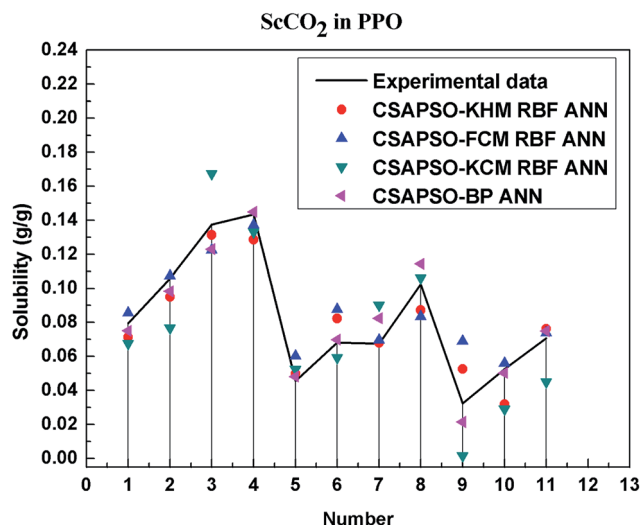 ScCO2 in PPO
0.24
0.22
0.20
0.18
0.16
0.14
0.12
0.10
0.08
0.06
0.04
0.02
0.00
Solubility (g/g)
Experimental data
CSAPSO-KHM RBF ANN
CSAPSO-FCM RBF ANN
CSAPSO-KCM RBF ANN
CSAPSO-BP ANN
0 1 2 3 4 5 6 7 8 9 10 11 12 13
Number